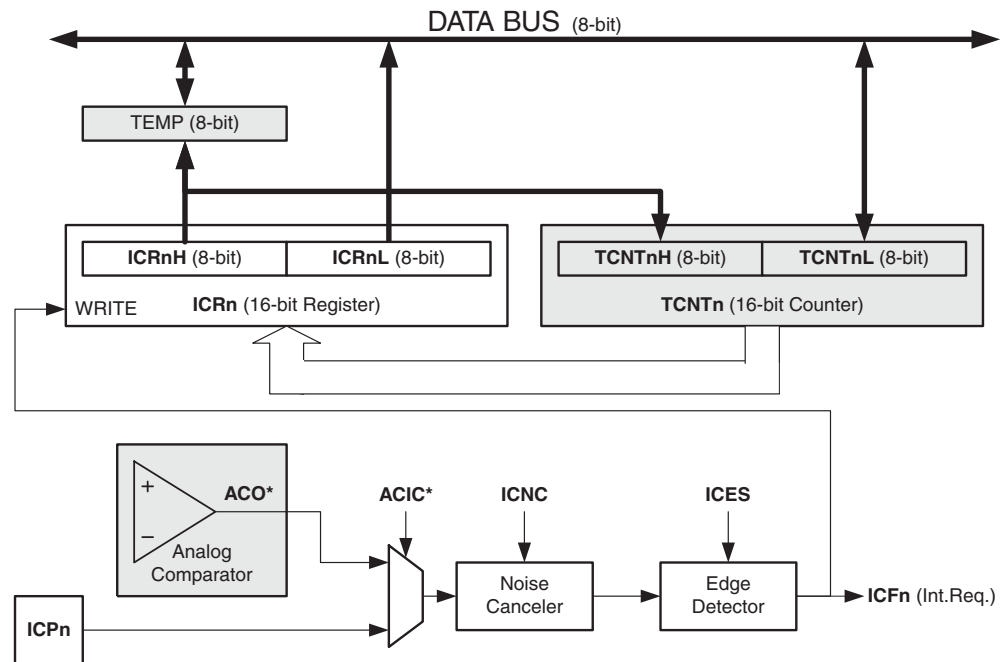 DATA BUS (8-bit)
TEMP (8-bit)
ICRnH (8-bit)
ICRnL (8-bit)
TCNTnH (8-bit)
TCNTnL (8-bit)
WRITE
ICRn (16-bit Register)
TCNTn (16-bit Counter)
+
−
ACO*
Analog
Comparator
ACIC*
ICNC
ICES
Noise
Canceler
Edge
Detector
ICFn (Int.Req.)
ICPn